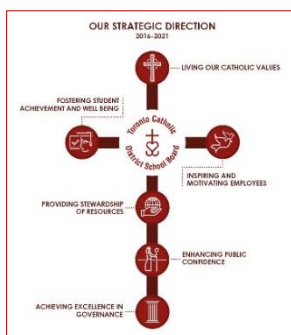 OUR STRATEGIC DIRECTION
2016-2021
LIVING OUR CATHOLIC VALUES
FOSTERING STUDENT
ACHIEVEMENT AND WELL BEING
Toronto Catholic
District School Board
INSPIRING AND
MOTIVATING EMPLOYEES
PROVIDING STEWARDSHIP
OF RESOURCES
ENHANCING PUBLIC
CONFIDENCE
ACHIEVING EXCELLENCE IN
GOVERNANCE